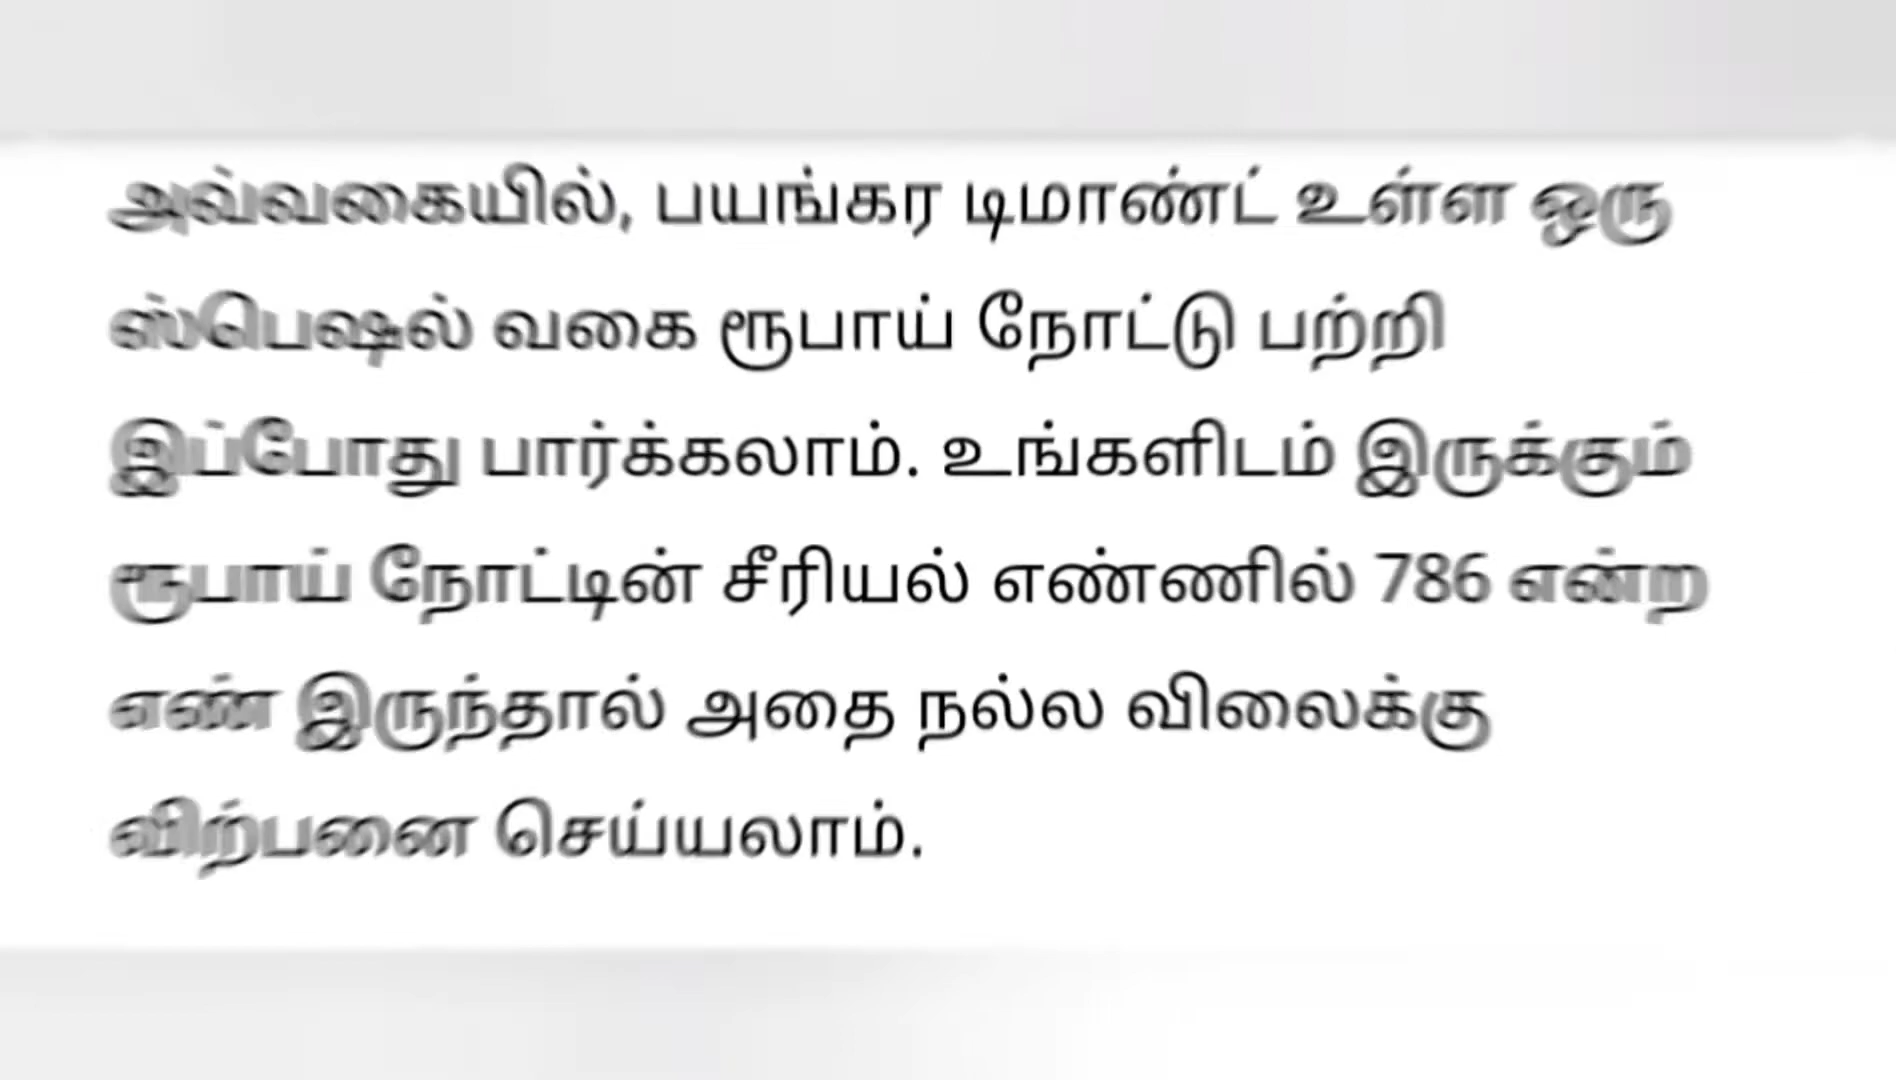 அவ்வகையில், பயங்கர டிமாண்ட் உள்ள ஒரு
ஸ்பெஷல் வகை ரூபாய் நோட்டு பற்றி
இப்போது பார்க்கலாம். உங்களிடம் இருக்கும்
ரூபாய் நோட்டின் சீரியல் எண்ணில் 786 என்ற
எண் இருந்தால் அதை நல்ல விலைக்கு
விற்பனை செய்யலாம்.